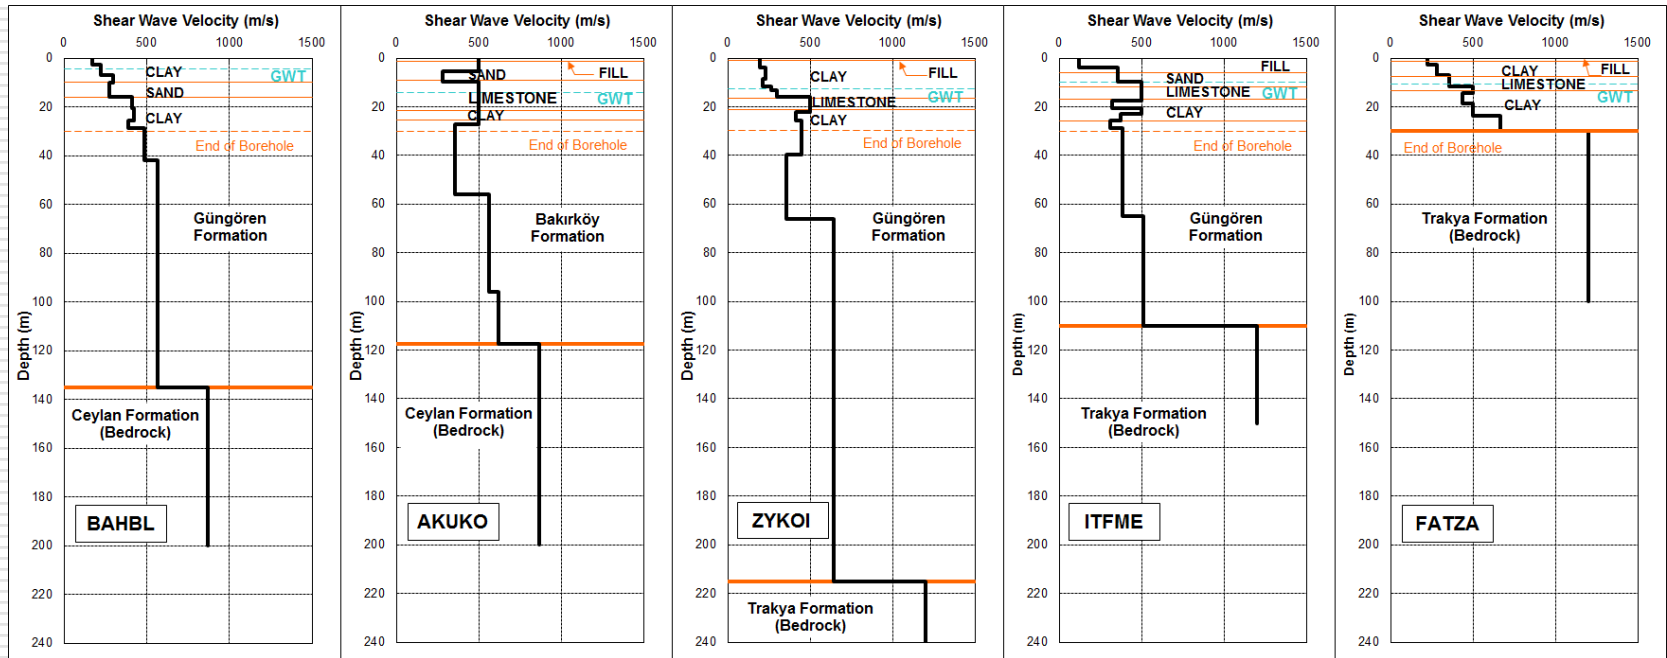 Shear Wave Velocity (m/s)
0 500 1000 1500
0
20
40
60
80
100
120
140
160
180
200
220
240
Depth (m)
CLAY
GWT
SAND
CLAY
End of Borehole
Güngören
Formation
Ceylan Formation
(Bedrock)
BAHBL
Shear Wave Velocity (m/s)
0 500 1000 1500
0
20
40
60
80
100
120
140
160
180
200
220
240
Depth (m)
FILL
SAND
LIMESTONE
GWT
CLAY
End of Borehole
Bakırköy
Formation
Ceylan Formation
(Bedrock)
AKUKO
Shear Wave Velocity (m/s)
0 500 1000 1500
0
20
40
60
80
100
120
140
160
180
200
220
240
Depth (m)
FILL
CLAY
GWT
LIMESTONE
CLAY
End of Borehole
Güngören
Formation
ZYKOI
Trakya Formation
(Bedrock)
Shear Wave Velocity (m/s)
0 500 1000 1500
0
20
40
60
80
100
120
140
160
180
200
220
240
Depth (m)
FILL
SAND
LIMESTONE
GWT
CLAY
End of Borehole
Güngören
Formation
Trakya Formation
(Bedrock)
ITFME
Shear Wave Velocity (m/s)
0 500 1000 1500
0
20
40
60
80
100
120
140
160
180
200
220
240
Depth (m)
FILL
CLAY
LIMESTONE
GWT
CLAY
End of Borehole
Trakya Formation
(Bedrock)
FATZA